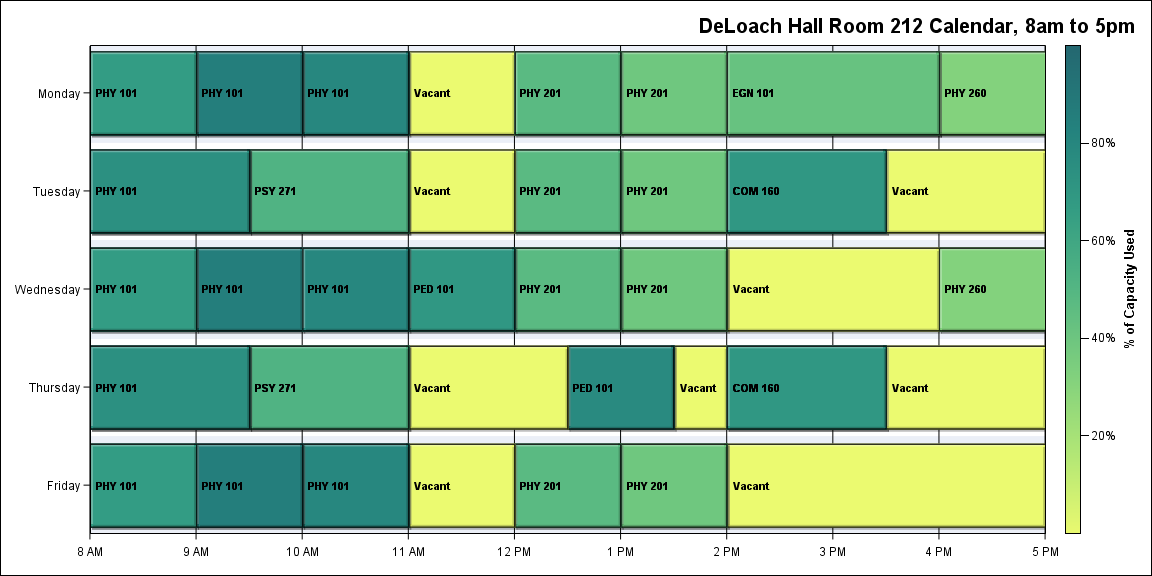 DeLoach Hall Room 212 Calendar, 8am to 5pm
Monday PHY 101 PHY 101 PHY 101 Vacant PHY 201 PHY 201 EGN 101 PHY 260
Tuesday PHY 101 PSY 271 Vacant PHY 201 PHY 201 COM 160 Vacant
Wednesday PHY 101 PHY 101 PHY 101 PED 101 PHY 201 PHY 201 Vacant PHY 260
Thursday PHY 101 PSY 271 Vacant PED 101 Vacant COM 160 Vacant
Friday PHY 101 PHY 101 PHY 101 Vacant PHY 201 PHY 201 Vacant
8 AM 9 AM 10 AM 11 AM 12 PM 1 PM 2 PM 3 PM 4 PM 5 PM
80%
60%
40%
20%
% of Capacity Used